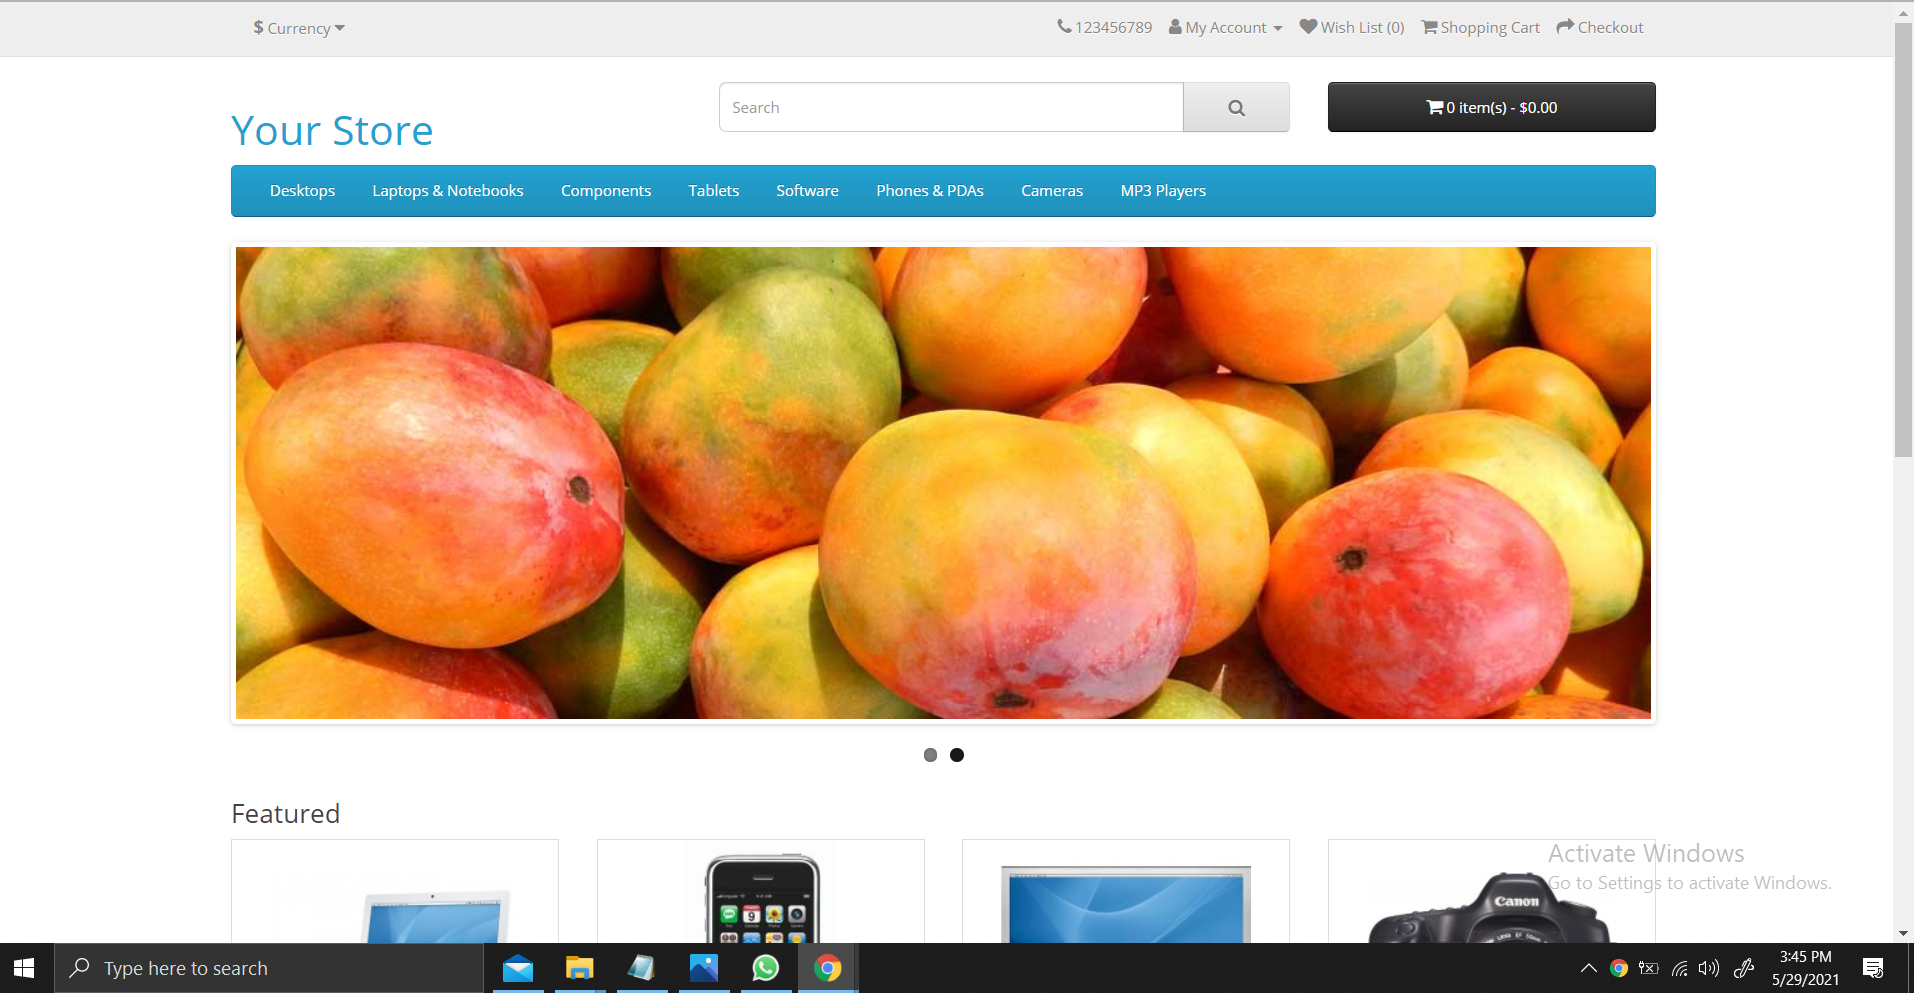 $ Currency
123456789 My Account Wish List (0) Shopping Cart Checkout
Your Store
Search
0 item(s) - $0.00
Desktops Laptops & Notebooks Components Tablets Software Phones & PDAs Cameras MP3 Players
Featured
Canon
Activate Windows
Go to Settings to activate Windows.
Type here to search
3:45 PM
5/29/2021